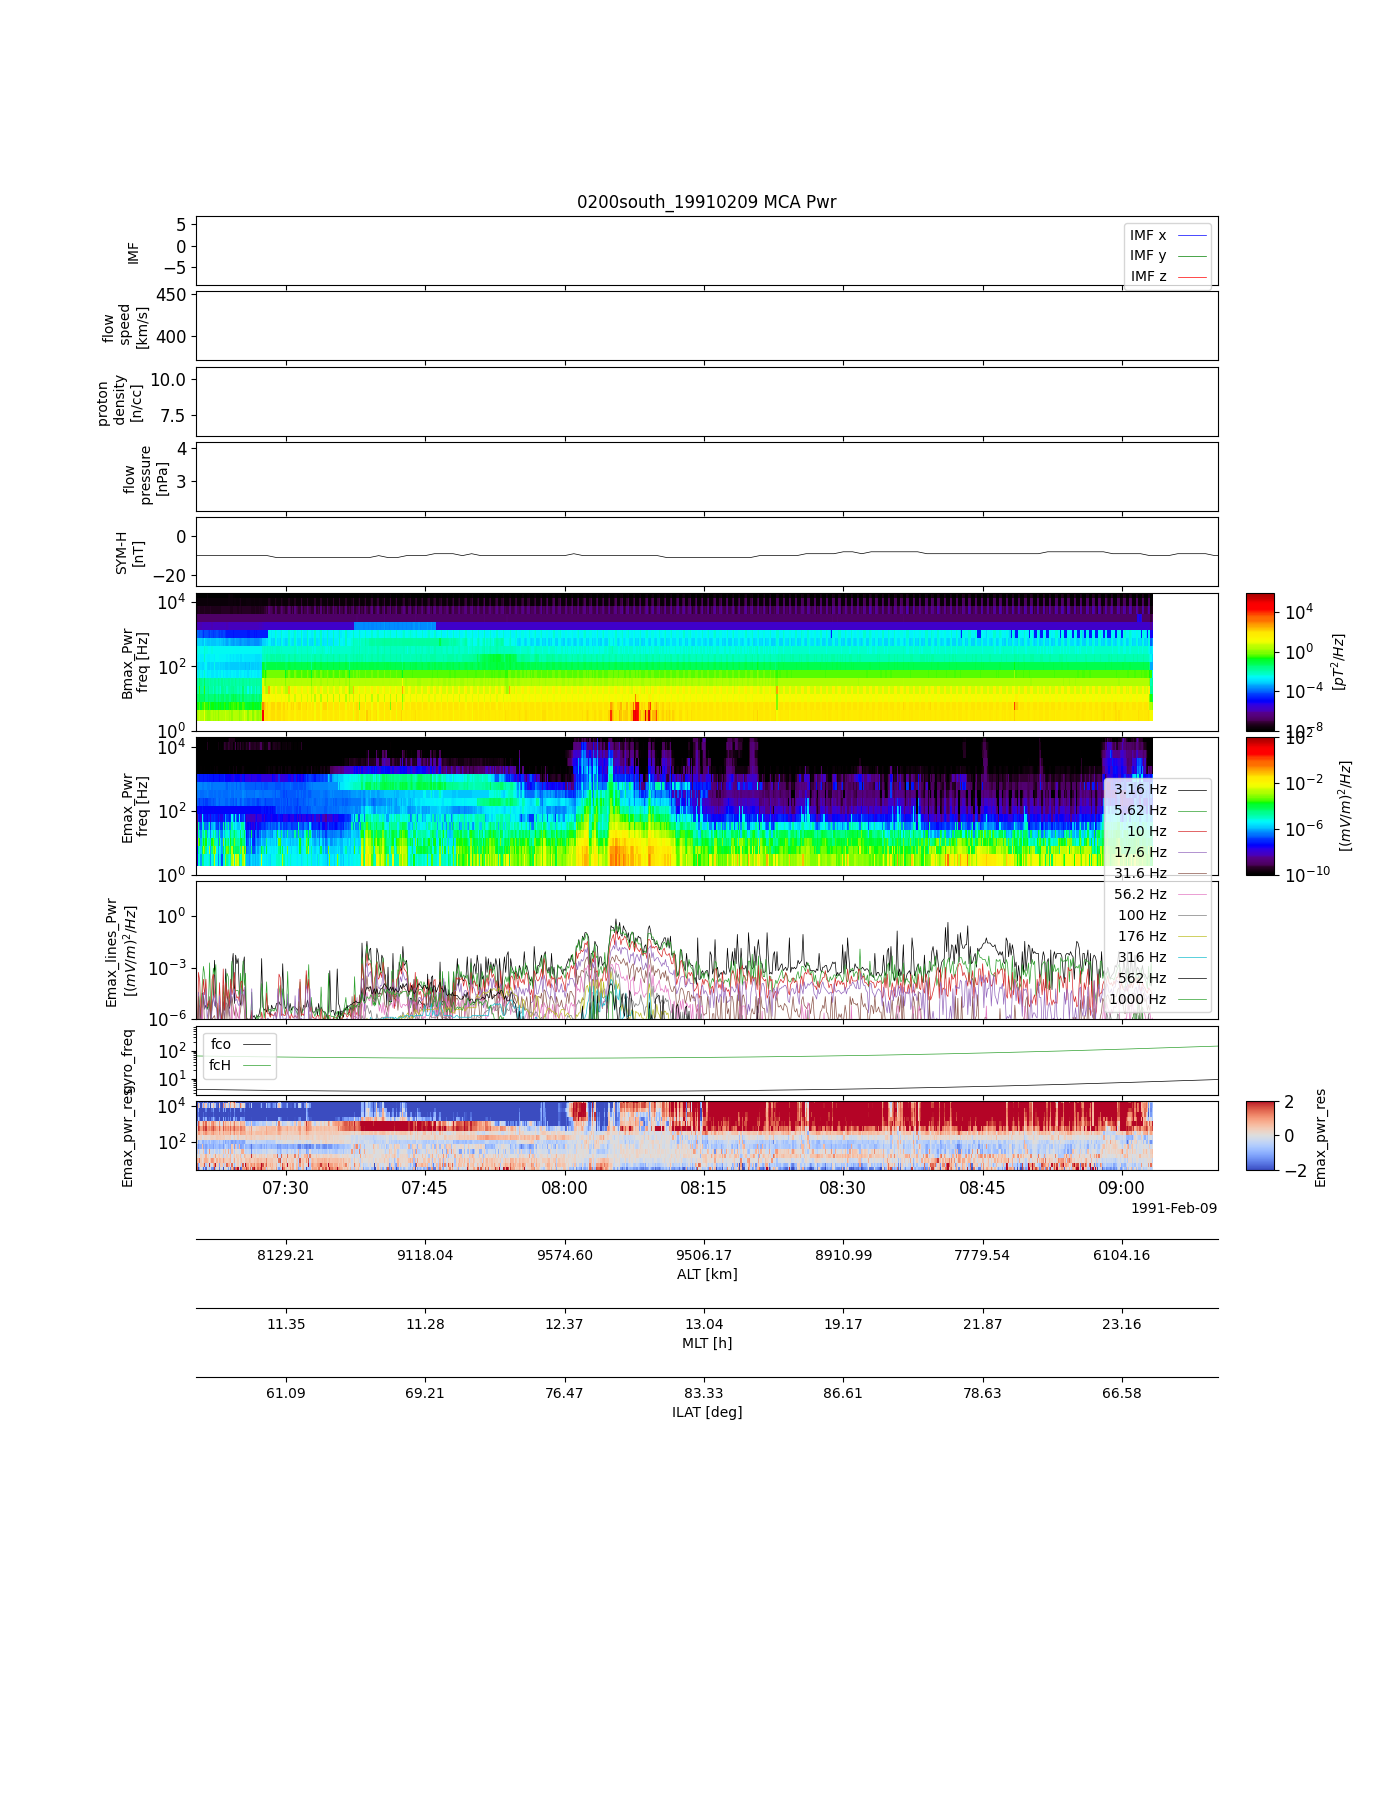 0200south_19910209 MCA Pwr
IMF
5
0
−5
IMF x
IMF y
IMF z
flow
speed
[km/s]
450
400
proton
density
[n/cc]
10.0
7.5
flow
pressure
[nPa]
4
3
SYM-H
[nT]
0
−20
Bmax_Pwr
freq [Hz]
10^4
10^2
10^0
10^4
10^0
10^−4
10^−8
[pT^2/Hz]
Emax_Pwr
freq [Hz]
10^4
10^2
10^0
10^2
10^−2
10^−6
10^−10
[(mV/m)^2/Hz]
3.16 Hz
5.62 Hz
10 Hz
17.6 Hz
31.6 Hz
56.2 Hz
100 Hz
176 Hz
316 Hz
562 Hz
1000 Hz
Emax_lines_Pwr
[(mV/m)^2/Hz]
10^0
10^−3
10^−6
gyro_freq
10^2
10^1
fco
fcH
Emax_pwr_res
10^4
10^2
2
0
−2
Emax_pwr_res
07:30 07:45 08:00 08:15 08:30 08:45 09:00
1991-Feb-09
8129.21 9118.04 9574.60 9506.17 8910.99 7779.54 6104.16
ALT [km]
11.35 11.28 12.37 13.04 19.17 21.87 23.16
MLT [h]
61.09 69.21 76.47 83.33 86.61 78.63 66.58
ILAT [deg]